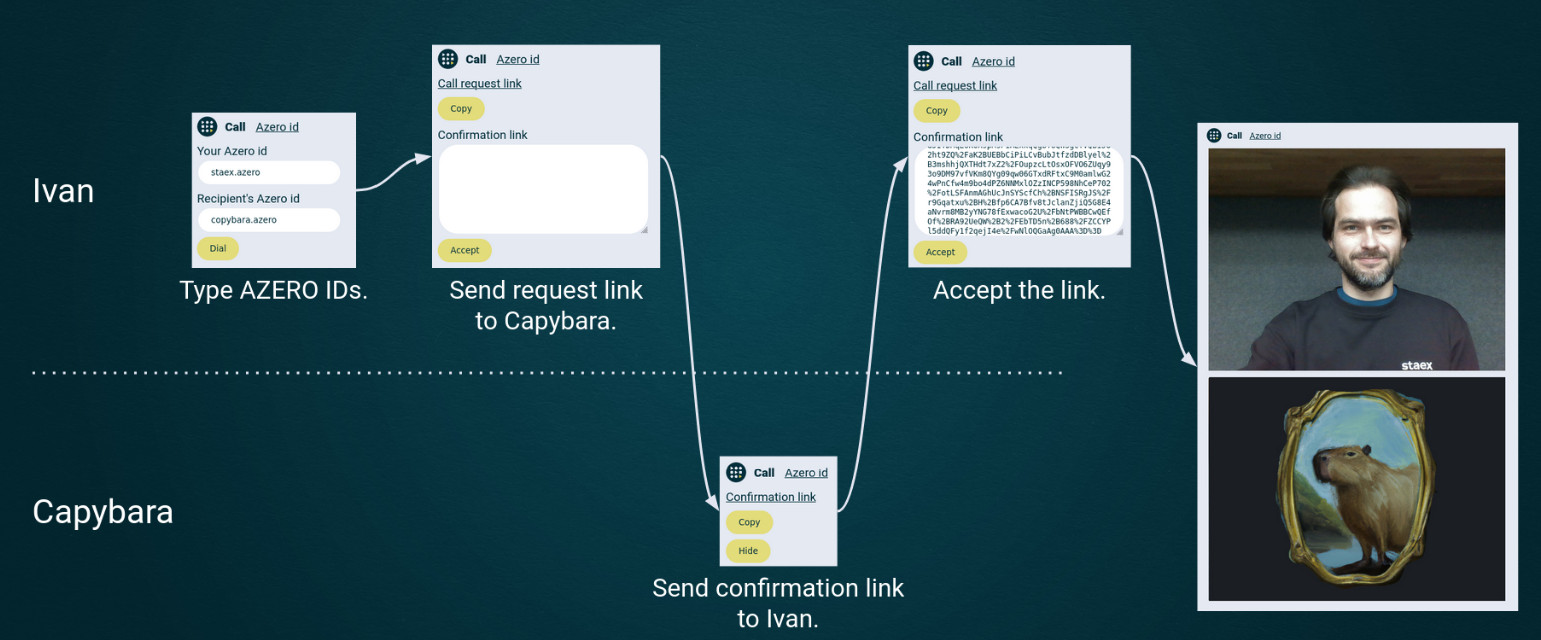 Ivan
Call Azero id
Your Azero id
staex.azero
Recipient's Azero id
copybara.azero
Dial
Type AZERO IDs.
Call Azero id
Call request link
Copy
Confirmation link
Accept
Send request link
to Capybara.
Call Azero id
Call request link
Copy
Confirmation link
2ht9ZQ%2FaK2BUEBbCiPiLCvBubJtfzdDBlyel%2
B3mshhjQXTHdt7xZ2%2FOupzcLtOsxOFVO6ZUqy9
3o9DM97vfVKm8QYg09qw06GTxdRFtxC9M0amlwG2
4wPnCfw4m9bo4dPZ6NNMxlOZzINCP598NhCeP702
%2FotLSFAnmAGhUcJnSYScfCh%2BNSFISRgJS%2F
r9Gqatxu%2BH%2Bfp6CA7Bfv8tJclanZjiQ5G8E4
aNvrm8MB2yYNG78fExwacoG2U%2FbNtPWBBCwQEf
Of%2BRA92UeQW%2B2%2FEbTD5n%2B688%2FZCCYP
l5ddQFy1f2qejI4e%2FwNlOQGaAg0AAA%3D%3D
Accept
Accept the link.
Call Azero id
staex
Capybara
Call Azero id
Confirmation link
Copy
Hide
Send confirmation link
to Ivan.